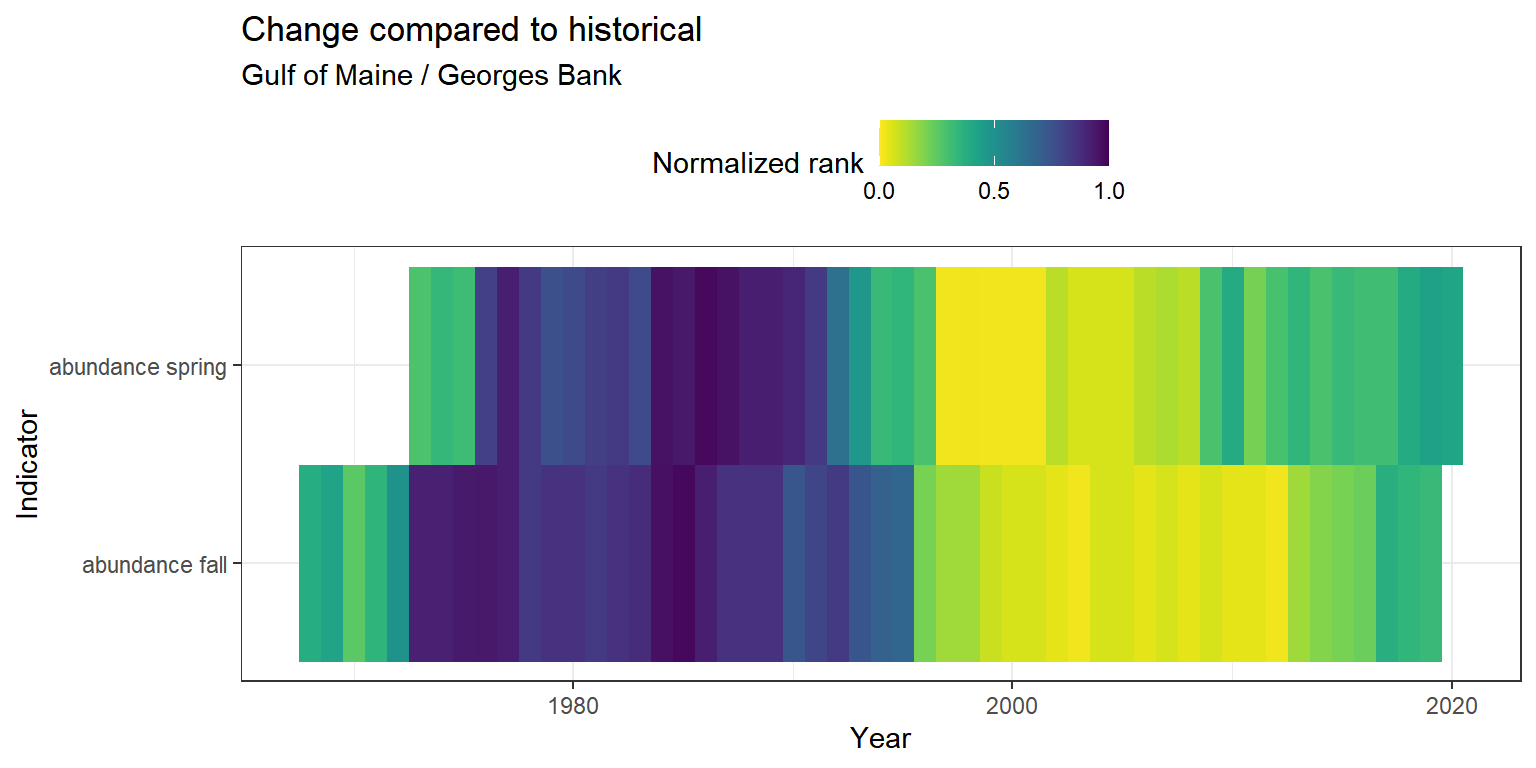 Change compared to historical
Gulf of Maine / Georges Bank
Normalized rank
0.0 0.5 1.0
abundance spring
abundance fall
Indicator
1980 2000 2020
Year